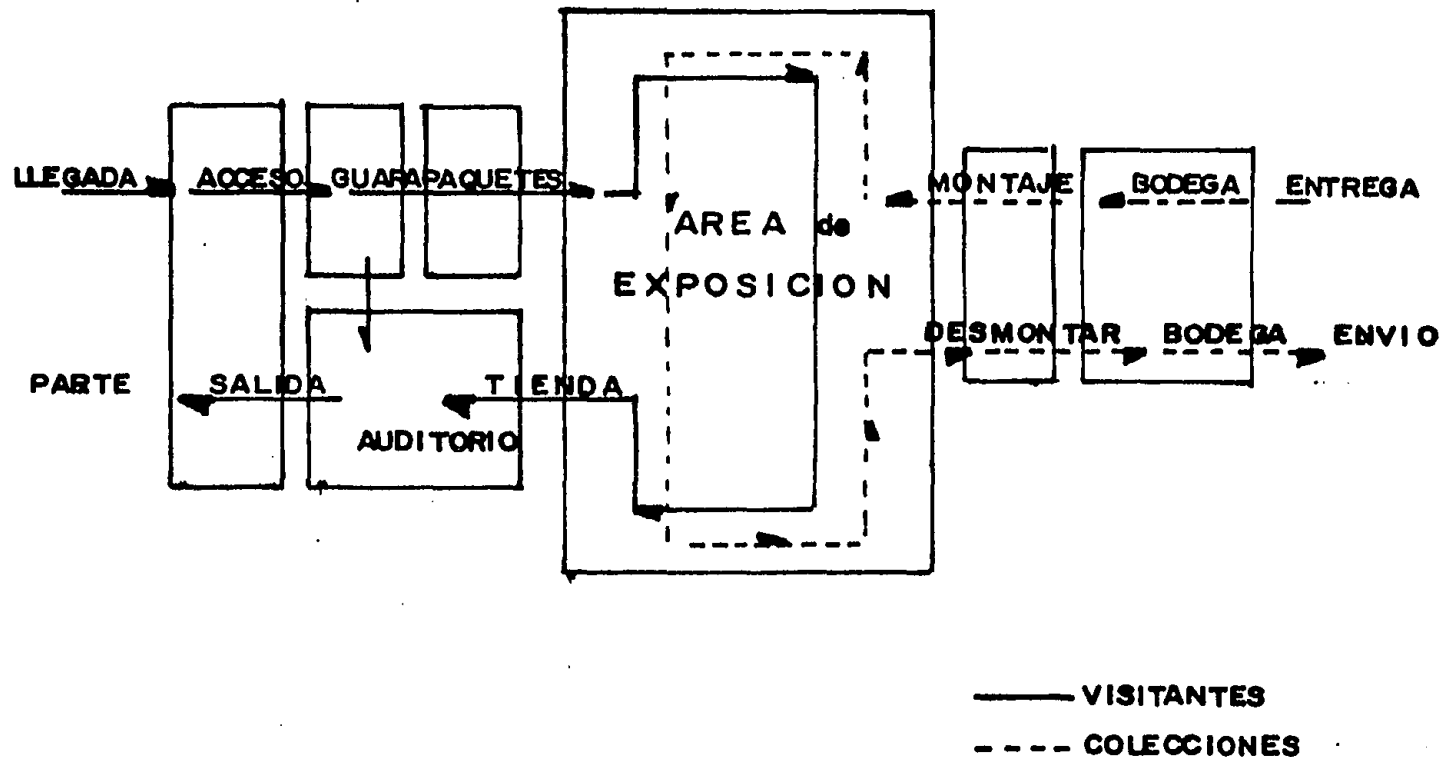 LLEGADA ACCESO GUARAPAQUETES MONTAJE BODEGA ENTREGA
AREA de
EXPOSICION
DESMONTAR BODEGA ENVIO
PARTE SALIDA TIENDA
AUDITORIO
VISITANTES
COLECCIONES